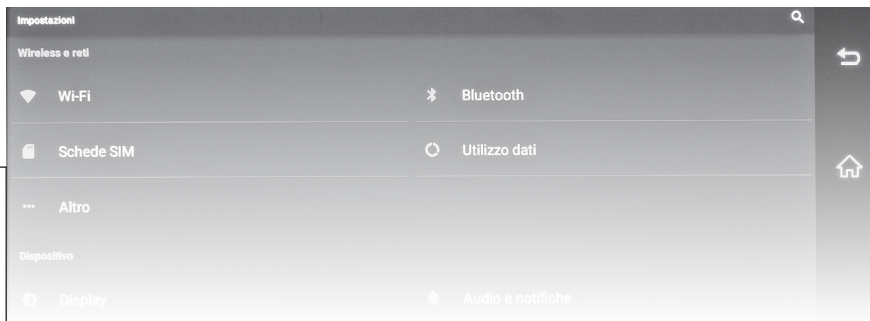 Impostazioni
Wireless e reti
Wi-Fi
Bluetooth
Schede SIM
Utilizzo dati
Altro
Dispositivo
Display
Audio e notifiche